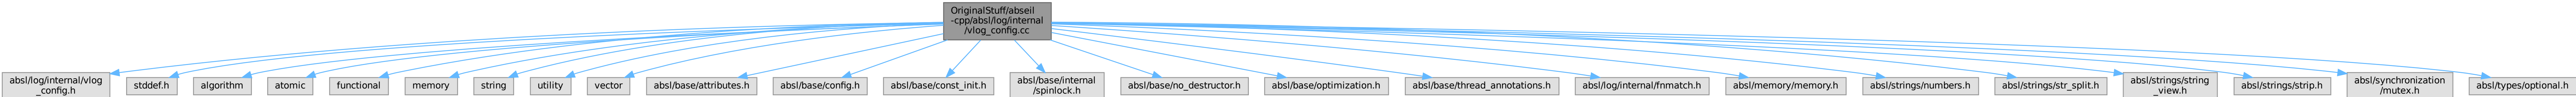 OriginalStuff/abseil
-cpp/absl/log/internal
/vlog_config.cc
absl/log/internal/vlog
_config.h
stddef.h
algorithm
atomic
functional
memory
string
utility
vector
absl/base/attributes.h
absl/base/config.h
absl/base/const_init.h
absl/base/internal
/spinlock.h
absl/base/no_destructor.h
absl/base/optimization.h
absl/base/thread_annotations.h
absl/log/internal/fnmatch.h
absl/memory/memory.h
absl/strings/numbers.h
absl/strings/str_split.h
absl/strings/string
_view.h
absl/strings/strip.h
absl/synchronization
/mutex.h
absl/types/optional.h